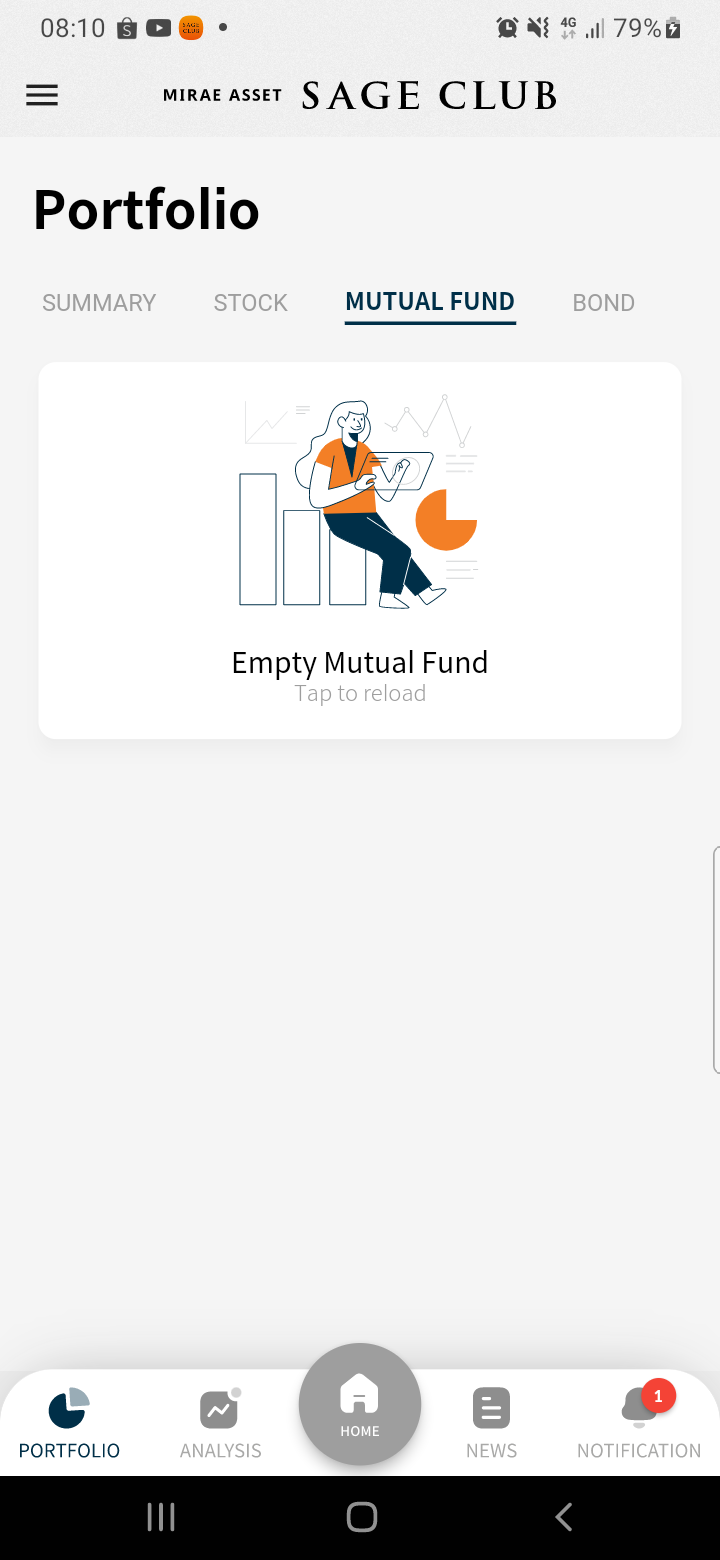 08:10 4G 79%
MIRAE ASSET SAGE CLUB
Portfolio
SUMMARY STOCK MUTUAL FUND BOND
Empty Mutual Fund
Tap to reload
1
HOME
PORTFOLIO ANALYSIS NEWS NOTIFICATION